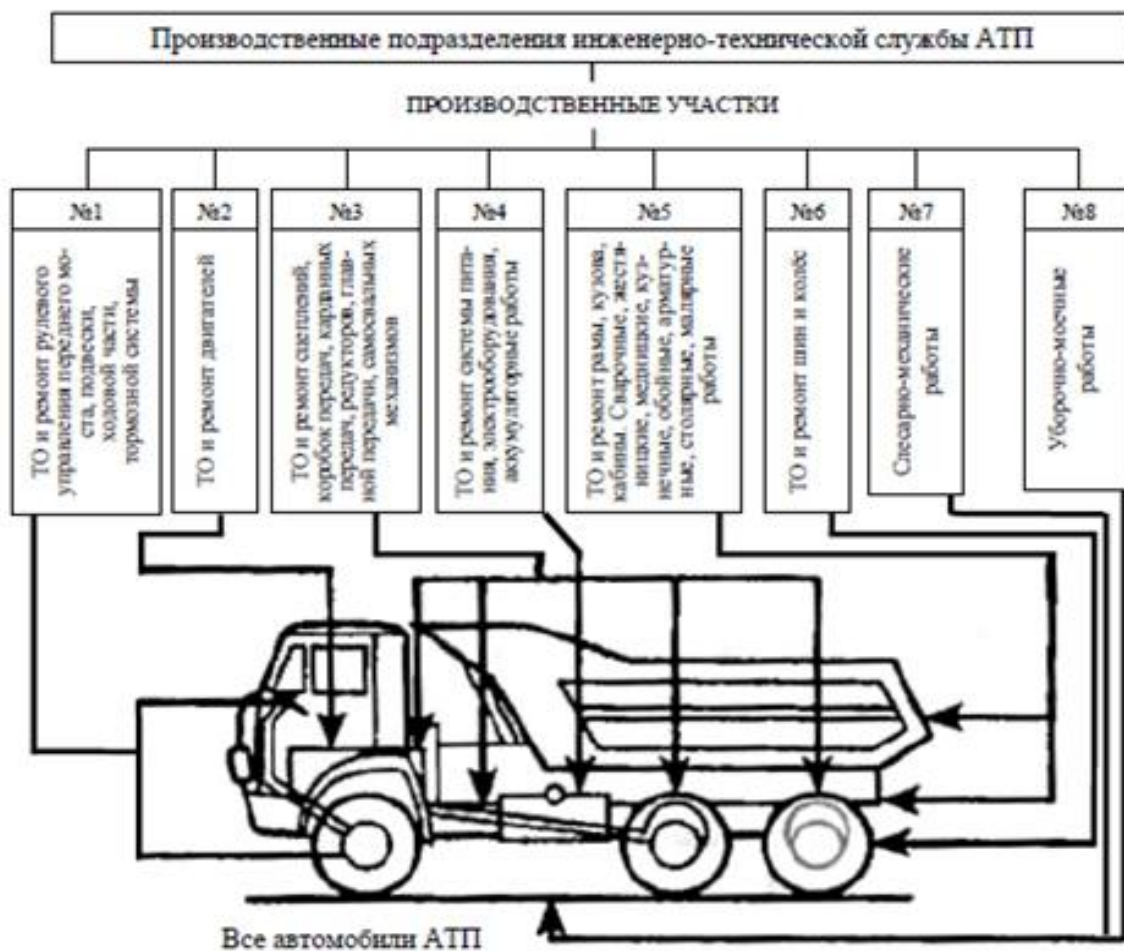 Производственные подразделения инженерно-технической службы АТП
ПРОИЗВОДСТВЕННЫЕ УЧАСТКИ
№1
ТО и ремонт рулевого
управления переднего мо-
ста, подвески,
ходовой части,
тормозной системы
№2
ТО и ремонт двигателей
№3
ТО и ремонт сцеплений,
коробок передач, карданных
передач, редукторов, глав-
ной передачи, самосвальных
механизмов
№4
ТО и ремонт системы пита-
ния, электрооборудования,
аккумуляторные работы
№5
ТО и ремонт рамы, кузова,
кабины. Сварочные, жестя-
ницкие, медницкие, куз-
нечные, обойные, арматур-
ные, столярные, малярные
работы
№6
ТО и ремонт шин и колёс
№7
Слесарно-механические
работы
№8
Уборочно-моечные
работы
Все автомобили АТП